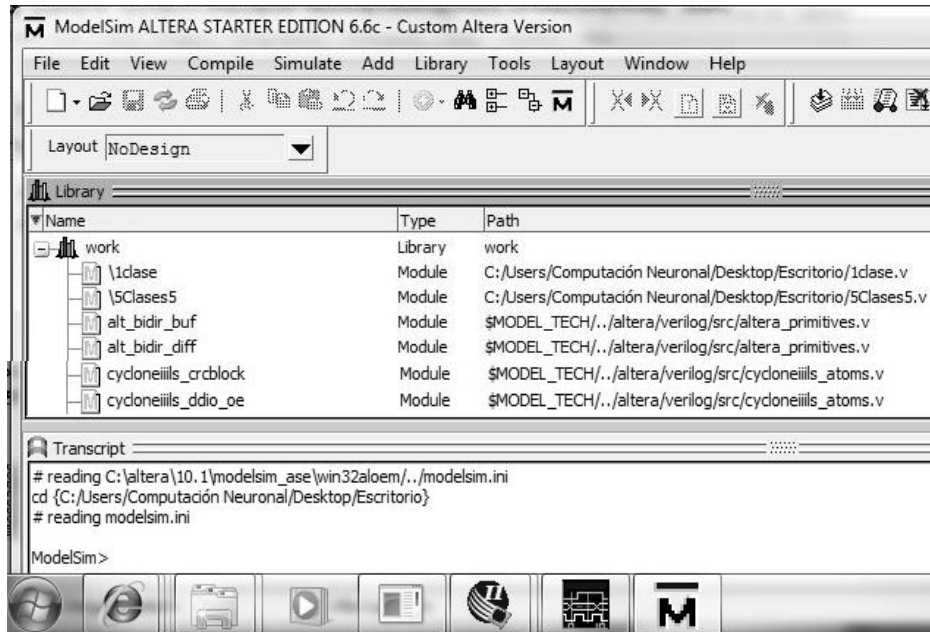 M ModelSim ALTERA STARTER EDITION 6.6c - Custom Altera Version
File Edit View Compile Simulate Add Library Tools Layout Window Help
M
Layout NoDesign
Library
Name Type Path
work Library work
\1clase Module C:/Users/Computación Neuronal/Desktop/Escritorio/1clase.v
\5Clases5 Module C:/Users/Computación Neuronal/Desktop/Escritorio/5Clases5.v
alt_bidir_buf Module $MODEL_TECH/../altera/verilog/src/altera_primitives.v
alt_bidir_diff Module $MODEL_TECH/../altera/verilog/src/altera_primitives.v
cycloneiiils_crcblock Module $MODEL_TECH/../altera/verilog/src/cycloneiiils_atoms.v
cycloneiiils_ddio_oe Module $MODEL_TECH/../altera/verilog/src/cycloneiiils_atoms.v
Transcript
# reading C:\altera\10.1\modelsim_ase\win32aloem/../modelsim.ini
cd {C:/Users/Computación Neuronal/Desktop/Escritorio}
# reading modelsim.ini
ModelSim>
II M